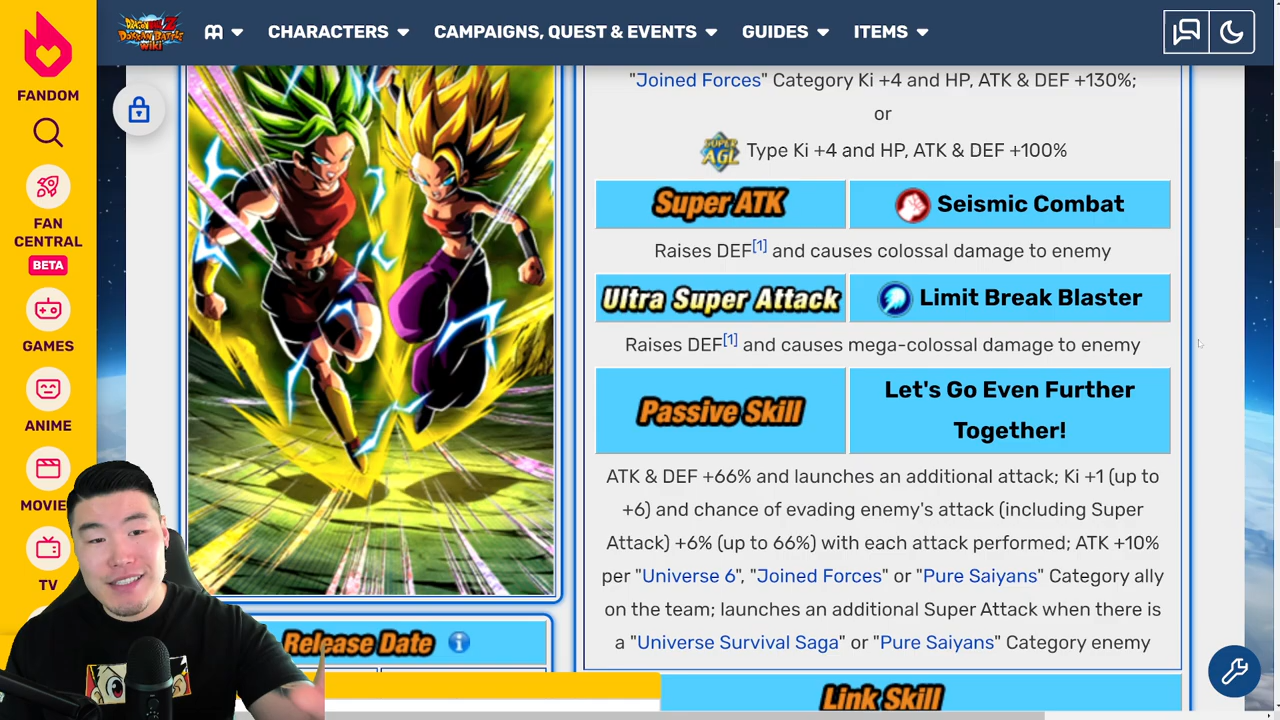 FANDOM
FAN
CENTRAL
BETA
GAMES
ANIME
MOVIE
TV
DRAGON BALL Z
DOKKAN BATTLE
WIKI
CHARACTERS
CAMPAIGNS, QUEST & EVENTS
GUIDES
ITEMS
"Joined Forces" Category Ki +4 and HP, ATK & DEF +130%;
or
SUPER AGL Type Ki +4 and HP, ATK & DEF +100%
Super ATK
Seismic Combat
Raises DEF[1] and causes colossal damage to enemy
Ultra Super Attack
Limit Break Blaster
Raises DEF[1] and causes mega-colossal damage to enemy
Passive Skill
Let's Go Even Further
Together!
ATK & DEF +66% and launches an additional attack; Ki +1 (up to
+6) and chance of evading enemy's attack (including Super
Attack) +6% (up to 66%) with each attack performed; ATK +10%
per "Universe 6", "Joined Forces" or "Pure Saiyans" Category ally
on the team; launches an additional Super Attack when there is
a "Universe Survival Saga" or "Pure Saiyans" Category enemy
Release Date
Link Skill